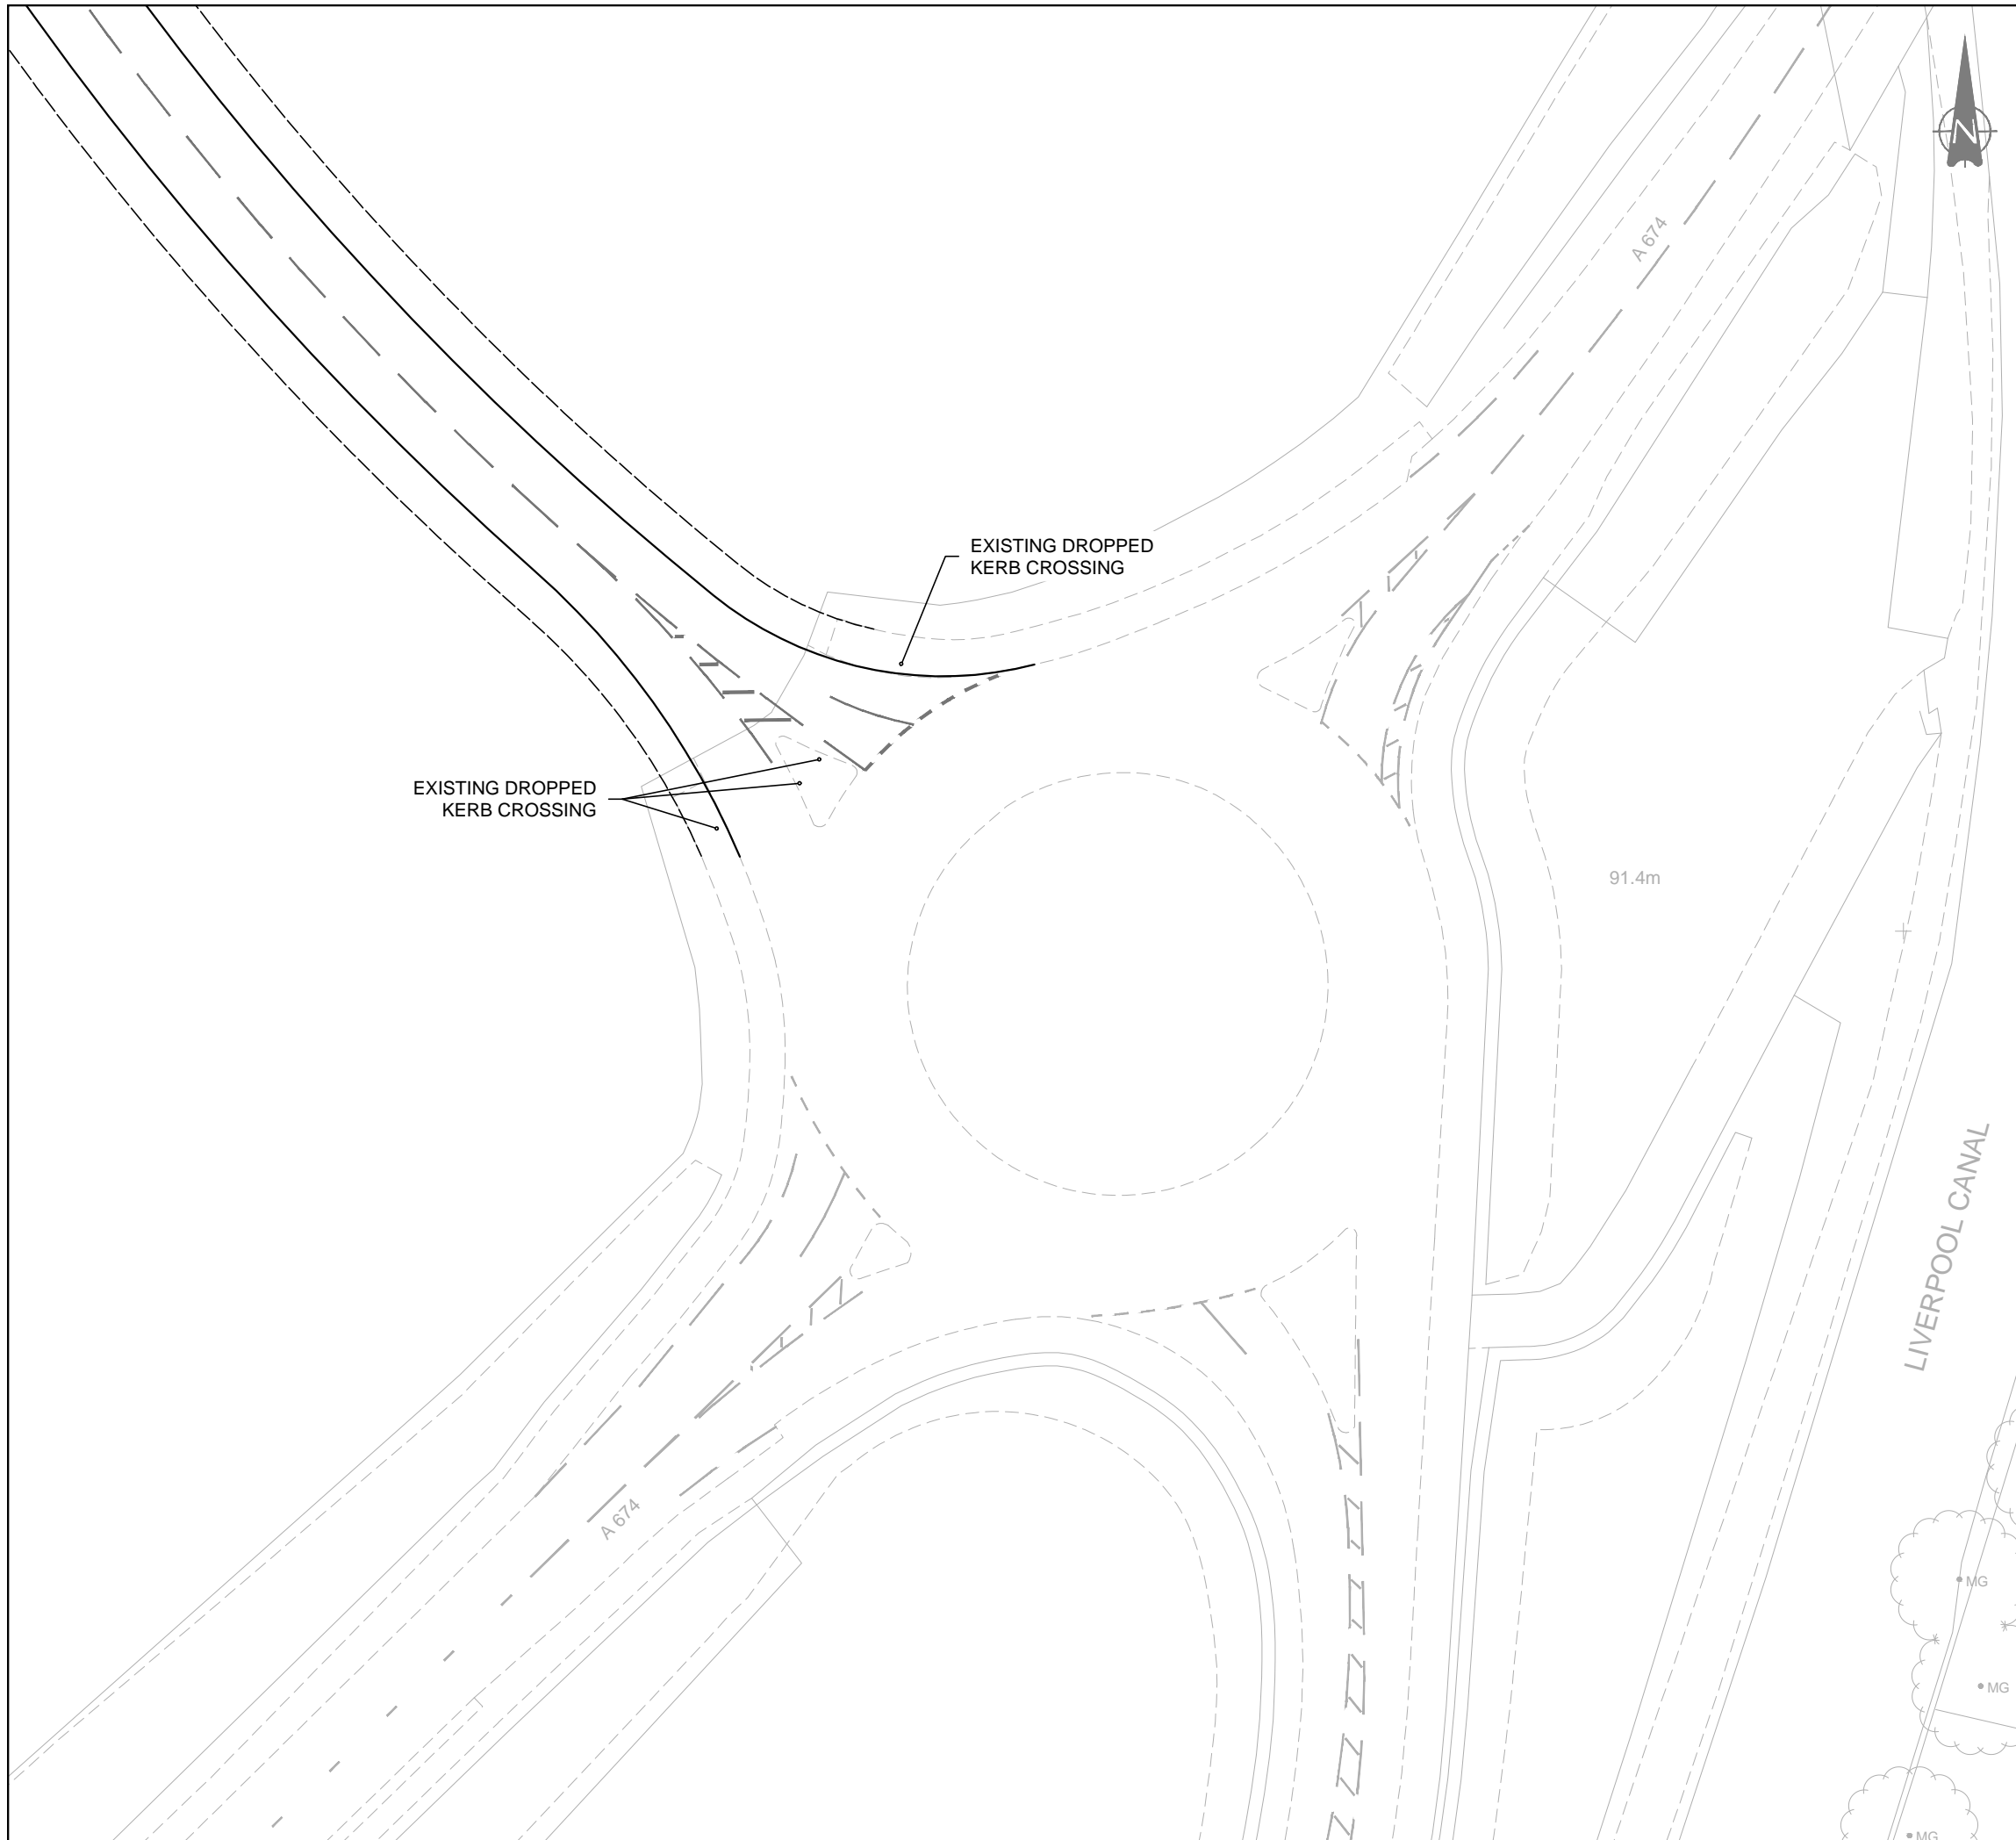 N
A 674
EXISTING DROPPED
KERB CROSSING
EXISTING DROPPED
KERB CROSSING
91.4m
LIVERPOOL CANAL
A 674
MG
MG
MG